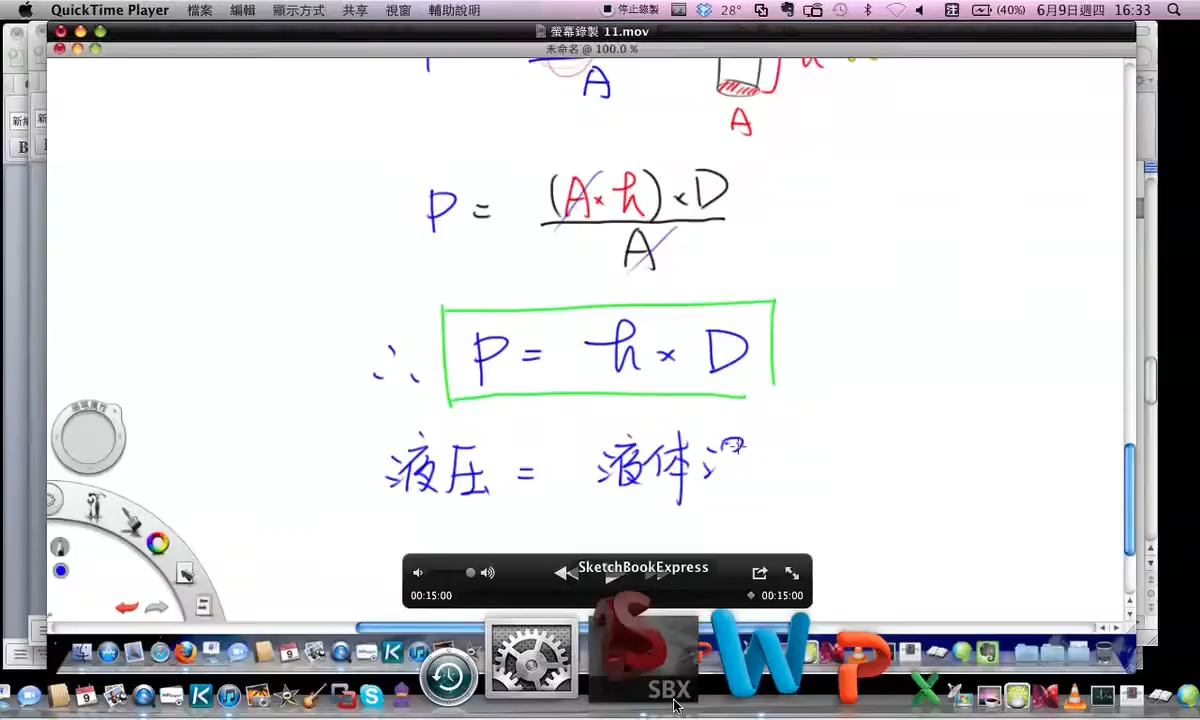 QuickTime Player 檔案 編輯 顯示方式 共享 視窗 輔助說明 停止錄製 28° (40%) 6月9日週四 16:33
螢幕錄製 11.mov
未命名 @ 100.0 %
A
h
A
P = (A × h) × D / A
∴ P = h × D
液压 = 液体
SketchBookExpress
00:15:00 00:15:00
SBX